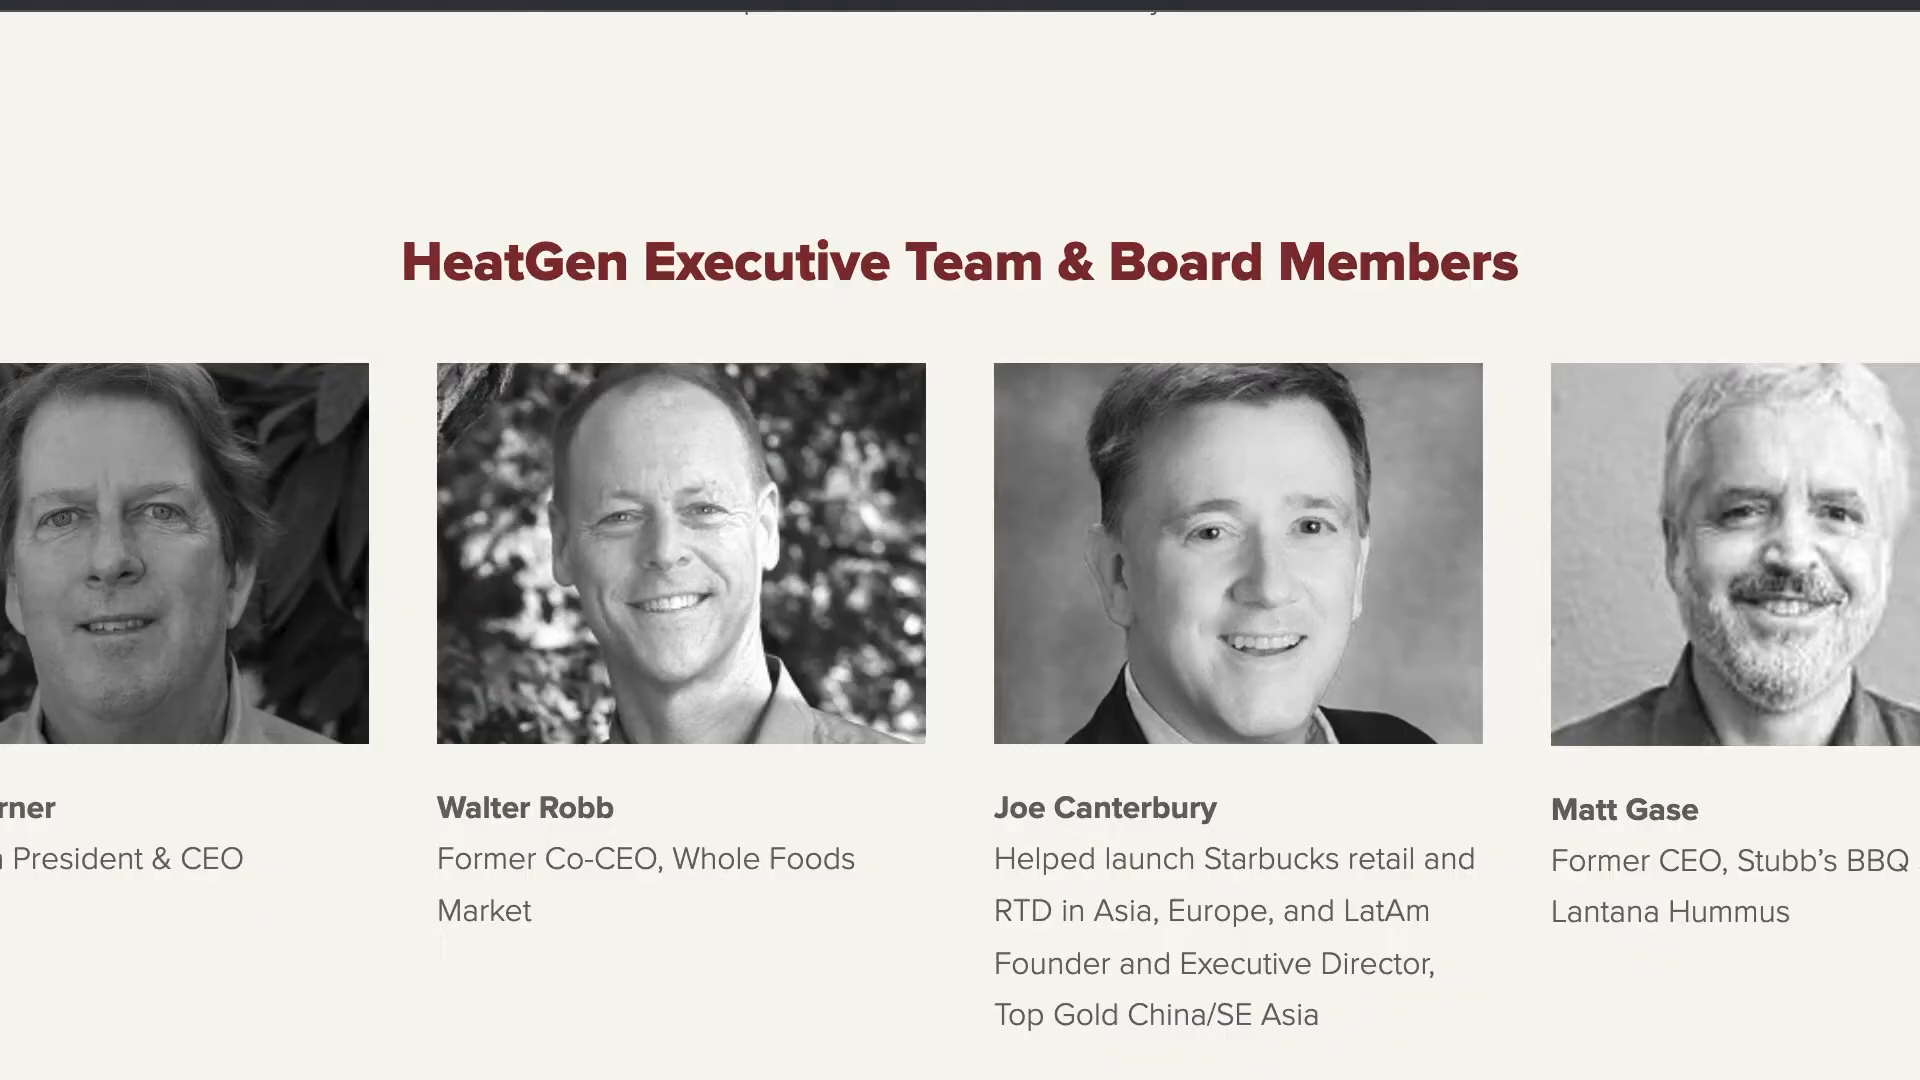 HeatGen Executive Team & Board Members
President & CEO
Walter Robb
Former Co-CEO, Whole Foods
Market
Joe Canterbury
Helped launch Starbucks retail and
RTD in Asia, Europe, and LatAm
Founder and Executive Director,
Top Gold China/SE Asia
Matt Gase
Former CEO, Stubb’s BBQ
Lantana Hummus